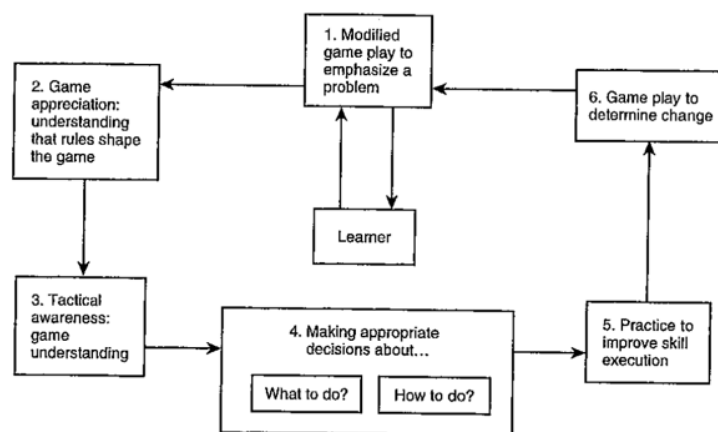 1. Modified
game play to
emphasize a
problem
2. Game
appreciation:
understanding
that rules shape
the game
6. Game play to
determine change
Learner
3. Tactical
awareness:
game
understanding
4. Making appropriate
decisions about...
What to do?
How to do?
5. Practice to
improve skill
execution